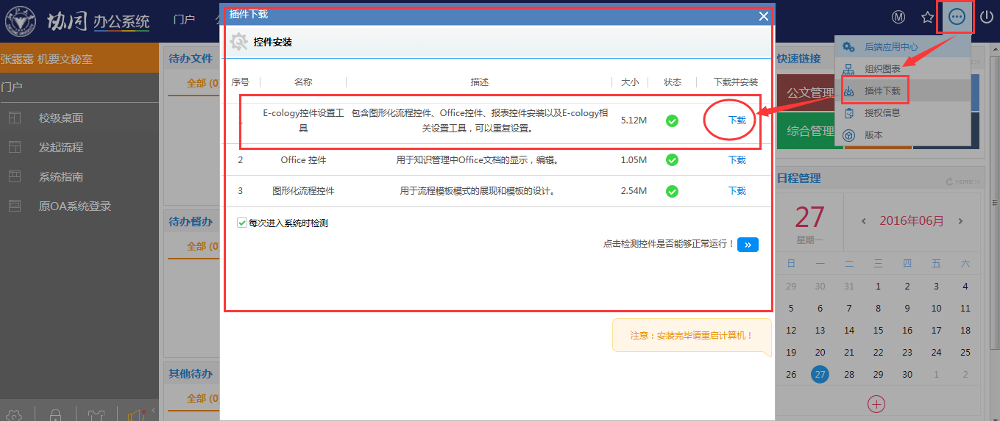 协同 办公系统
门户
张露露 机要文秘室
门户
校级桌面
发起流程
系统指南
原OA系统登录
待办文件
全部 (0
待办督办
全部 (0
其他待办
全部 (0
插件下载
控件安装
序号 名称 描述 大小 状态 下载并安装
1 E-cology控件设置工具 包含图形化流程控件、Office控件、报表控件安装以及E-cology相关设置工具，可以重复设置。 5.12M 下载
2 Office 控件 用于知识管理中Office文档的显示，编辑。 1.05M 下载
3 图形化流程控件 用于流程模板模式的展现和模板的设计。 2.54M 下载
每次进入系统时检测
点击检测控件是否能够正常运行！ »
注意：安装完毕请重启计算机！
M
后端应用中心
组织图表
插件下载
授权信息
版本
快速链接
公文管理
综合管理
日程管理
MORE >>
27
星期一
2016年06月
日 一 二 三 四 五 六
29 30 31 1 2 3 4
5 6 7 8 9 10 11
12 13 14 15 16 17 18
19 20 21 22 23 24 25
26 27 28 29 30 1 2